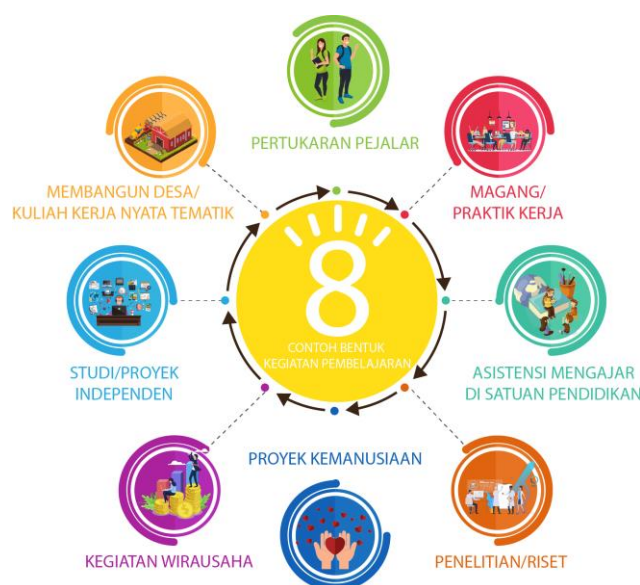 PERTUKARAN PEJALAR
MAGANG/
PRAKTIK KERJA
ASISTENSI MENGAJAR
DI SATUAN PENDIDIKAN
PENELITIAN/RISET
PROYEK KEMANUSIAAN
KEGIATAN WIRAUSAHA
STUDI/PROYEK
INDEPENDEN
MEMBANGUN DESA/
KULIAH KERJA NYATA TEMATIK
8
CONTOH BENTUK
KEGIATAN PEMBELAJARAN